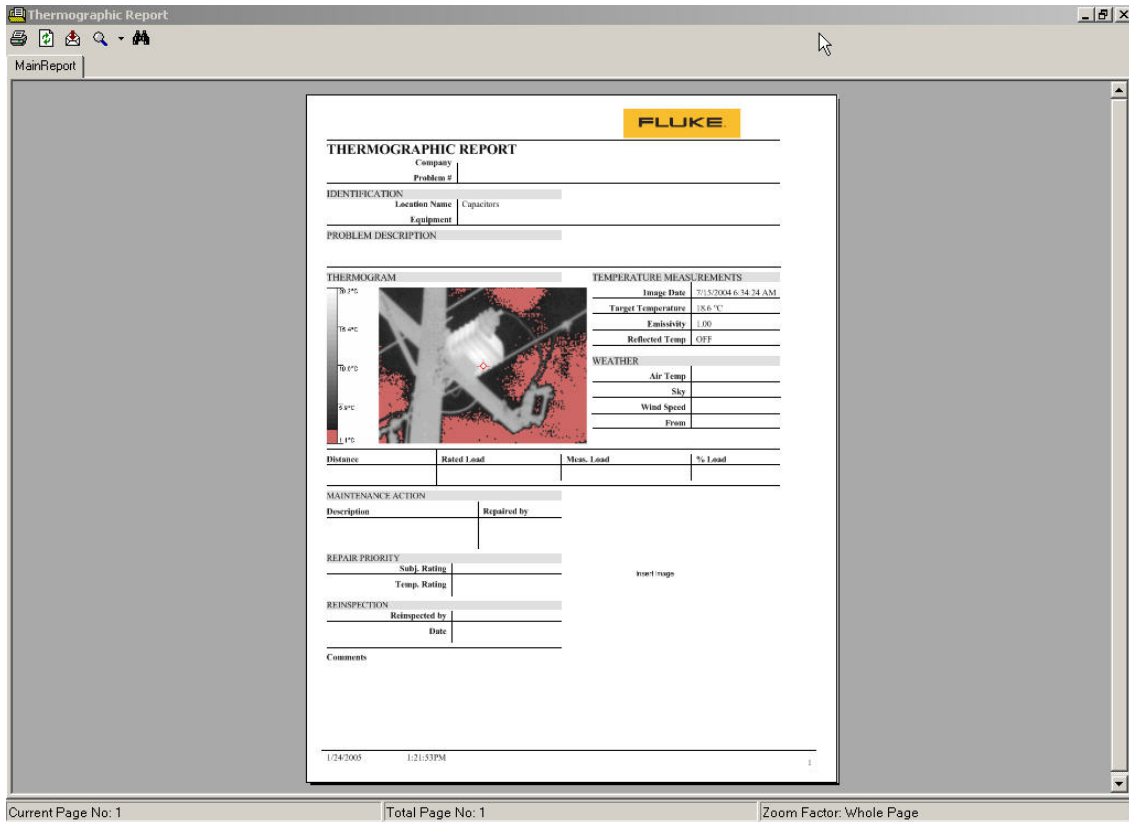 Thermographic Report
MainReport
FLUKE.
THERMOGRAPHIC REPORT
Company
Problem #
IDENTIFICATION
Location Name Capacitors
Equipment
PROBLEM DESCRIPTION
THERMOGRAM
TEMPERATURE MEASUREMENTS
Image Date 7/15/2004 6:34:24 AM
Target Temperature 18.6 °C
Emissivity 1.00
Reflected Temp OFF
WEATHER
Air Temp
Sky
Wind Speed
From
Distance Rated Load Meas. Load % Load
MAINTENANCE ACTION
Description Repaired by
REPAIR PRIORITY
Subj. Rating
Temp. Rating
Insert Image
REINSPECTION
Reinspected by
Date
Comments
1/24/2005 1:21:53PM
1
Current Page No: 1 Total Page No: 1 Zoom Factor: Whole Page